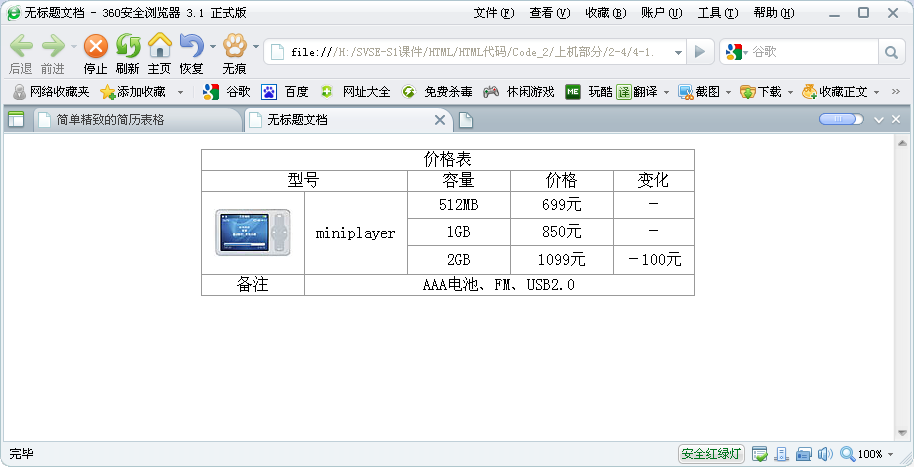 无标题文档 - 360安全浏览器 3.1 正式版
文件(F) 查看(V) 收藏(B) 账户(U) 工具(T) 帮助(H)
后退 前进 停止 刷新 主页 恢复 无痕
file:///H:/SVSE-S1课件/HTML/HTML代码/Code_2/上机部分/2-4/4-1.
谷歌
网络收藏夹 添加收藏 谷歌 百度 网址大全 免费杀毒 休闲游戏 ME 玩酷 译 翻译 截图 下载 收藏正文 »
简单精致的简历表格 无标题文档
价格表
型号 容量 价格 变化
miniplayer
512MB 699元 －
1GB 850元 －
2GB 1099元 －100元
备注 AAA电池、FM、USB2.0
完毕 安全红绿灯 100%